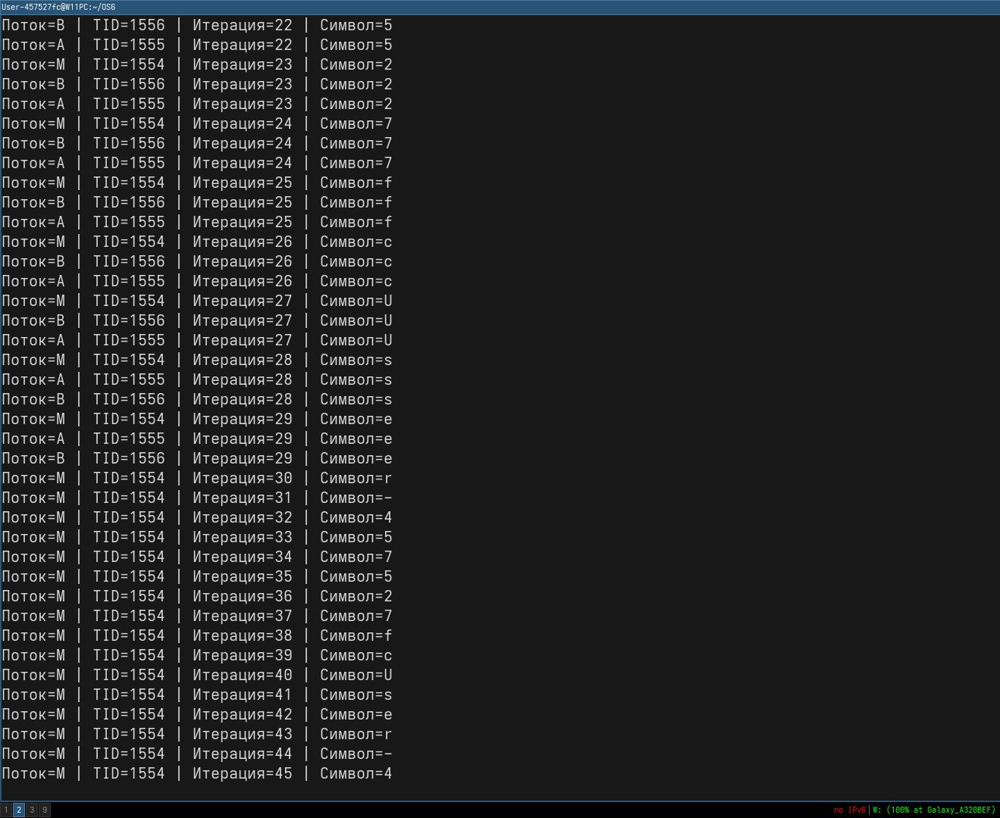 User-457527fc@W11PC:~/OS6
Поток=B | TID=1556 | Итерация=22 | Символ=5
Поток=A | TID=1555 | Итерация=22 | Символ=5
Поток=M | TID=1554 | Итерация=23 | Символ=2
Поток=B | TID=1556 | Итерация=23 | Символ=2
Поток=A | TID=1555 | Итерация=23 | Символ=2
Поток=M | TID=1554 | Итерация=24 | Символ=7
Поток=B | TID=1556 | Итерация=24 | Символ=7
Поток=A | TID=1555 | Итерация=24 | Символ=7
Поток=M | TID=1554 | Итерация=25 | Символ=f
Поток=B | TID=1556 | Итерация=25 | Символ=f
Поток=A | TID=1555 | Итерация=25 | Символ=f
Поток=M | TID=1554 | Итерация=26 | Символ=c
Поток=B | TID=1556 | Итерация=26 | Символ=c
Поток=A | TID=1555 | Итерация=26 | Символ=c
Поток=M | TID=1554 | Итерация=27 | Символ=U
Поток=B | TID=1556 | Итерация=27 | Символ=U
Поток=A | TID=1555 | Итерация=27 | Символ=U
Поток=M | TID=1554 | Итерация=28 | Символ=s
Поток=A | TID=1555 | Итерация=28 | Символ=s
Поток=B | TID=1556 | Итерация=28 | Символ=s
Поток=M | TID=1554 | Итерация=29 | Символ=e
Поток=A | TID=1555 | Итерация=29 | Символ=e
Поток=B | TID=1556 | Итерация=29 | Символ=e
Поток=M | TID=1554 | Итерация=30 | Символ=r
Поток=M | TID=1554 | Итерация=31 | Символ=-
Поток=M | TID=1554 | Итерация=32 | Символ=4
Поток=M | TID=1554 | Итерация=33 | Символ=5
Поток=M | TID=1554 | Итерация=34 | Символ=7
Поток=M | TID=1554 | Итерация=35 | Символ=5
Поток=M | TID=1554 | Итерация=36 | Символ=2
Поток=M | TID=1554 | Итерация=37 | Символ=7
Поток=M | TID=1554 | Итерация=38 | Символ=f
Поток=M | TID=1554 | Итерация=39 | Символ=c
Поток=M | TID=1554 | Итерация=40 | Символ=U
Поток=M | TID=1554 | Итерация=41 | Символ=s
Поток=M | TID=1554 | Итерация=42 | Символ=e
Поток=M | TID=1554 | Итерация=43 | Символ=r
Поток=M | TID=1554 | Итерация=44 | Символ=-
Поток=M | TID=1554 | Итерация=45 | Символ=4
1 2 3 9 no IPv6|W: (100% at Galaxy_A320BEF)